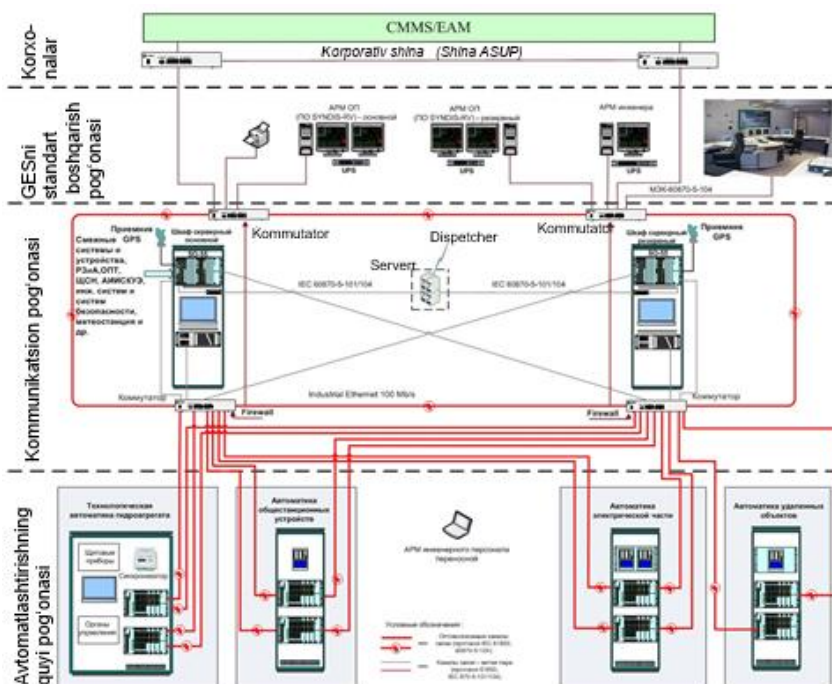 CMMS/EAM
Korporativ shina (Shina ASUP)
Korxo-
nalar
GESni
standart
boshqarish
pog'onasi
АРМ ОП
(ПО SYNDIS-RV) – основной
UPS
АРМ ОП
(ПО SYNDIS-RV) – резервный
UPS
АРМ инженера
UPS
МЭК-60870-5-104
Kommunikatsion pog'onasi
Приемник
GPS
Смежные
системы и
устройства,
РЗиА,ОПТ,
ЩСН, АИИСКУЭ,
инж. систем и
систем
безопасности,
метеостанция и
др.
Шкаф серверный
основной
Kommutator
Dispetcher
Serverı
IEC 60870-5-101/104
IEC 60870-5-101/104
Kommutator
Шкаф серверный
резервный
Приемник
GPS
Коммутатор
Industrial Ethernet 100 Mb/s
Firewall
Firewall
Коммутатор
Avtomatlashtirishning
quyi pog'onasi
Технологическая
автоматика гидроагрегата
Щитовые
приборы
Синхронизатор
Органы
управления
Автоматика
общестанционных
устройств
АРМ инженерного персонала
переносной
Условные обозначения :
Автоматика
электрической части
Автоматика удаленных
объектов